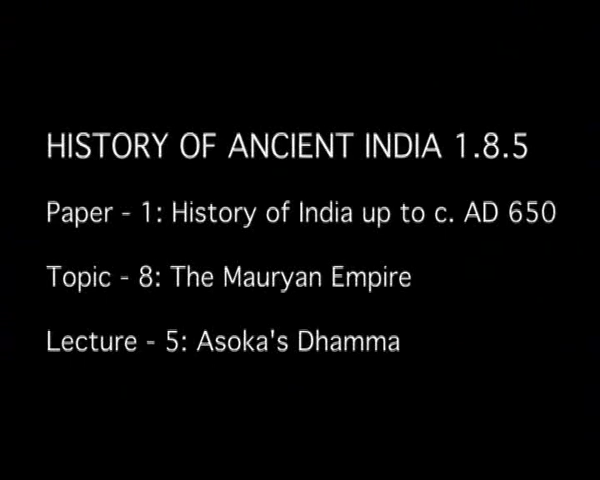 HISTORY OF ANCIENT INDIA 1.8.5
Paper - 1: History of India up to c. AD 650
Topic - 8: The Mauryan Empire
Lecture - 5: Asoka's Dhamma